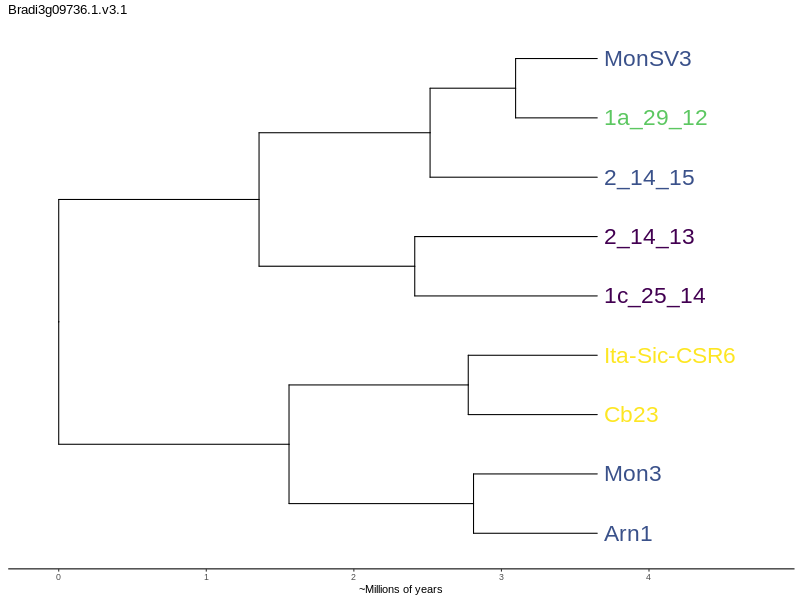 Bradi3g09736.1.v3.1
MonSV3
1a_29_12
2_14_15
2_14_13
1c_25_14
Ita-Sic-CSR6
Cb23
Mon3
Arn1
0 1 2 3 4
~Millions of years